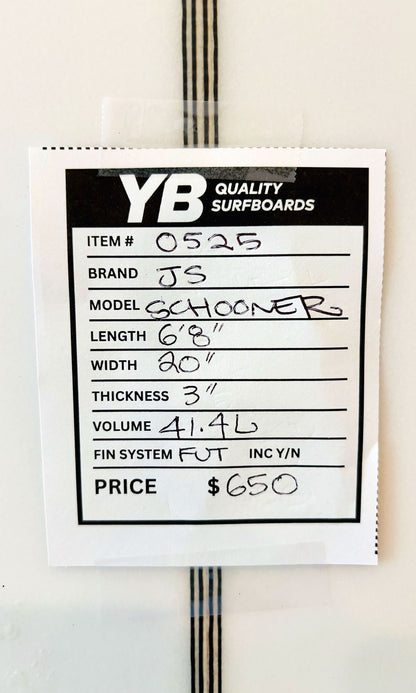 YB QUALITY
SURFBOARDS
ITEM # 0525
BRAND JS
MODEL SCHOONER
LENGTH 6'8"
WIDTH 20"
THICKNESS 3"
VOLUME 41.4L
FIN SYSTEM FUT INC Y/N
PRICE $650